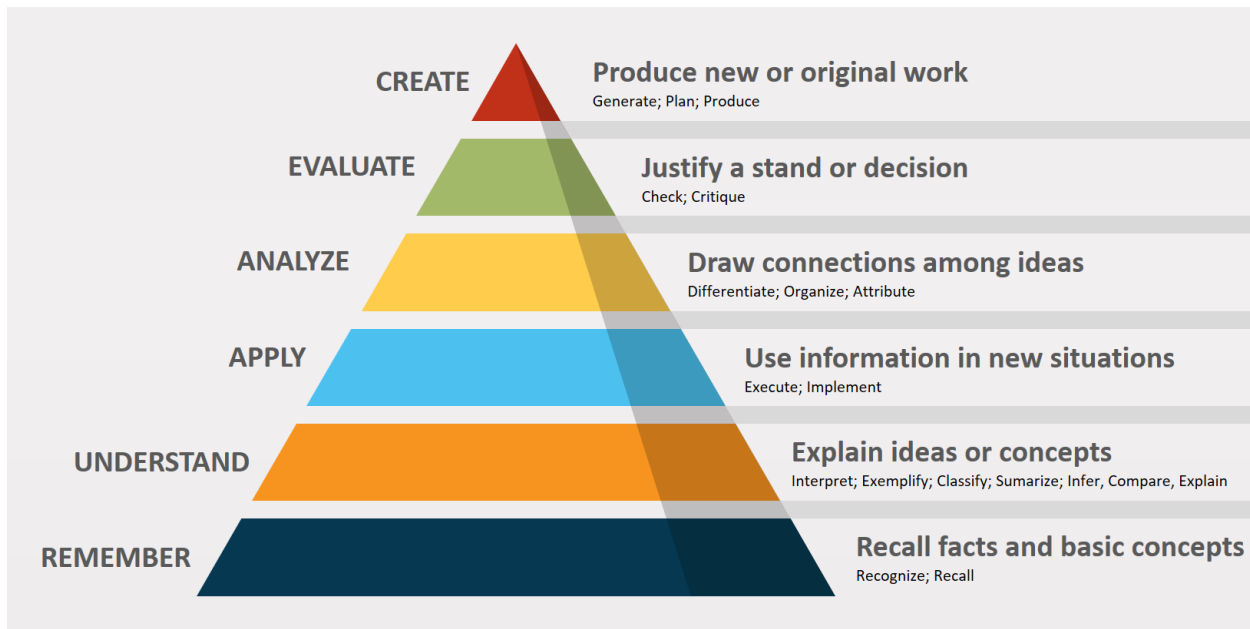 CREATE
Produce new or original work
Generate; Plan; Produce
EVALUATE
Justify a stand or decision
Check; Critique
ANALYZE
Draw connections among ideas
Differentiate; Organize; Attribute
APPLY
Use information in new situations
Execute; Implement
UNDERSTAND
Explain ideas or concepts
Interpret; Exemplify; Classify; Sumarize; Infer, Compare, Explain
REMEMBER
Recall facts and basic concepts
Recognize; Recall